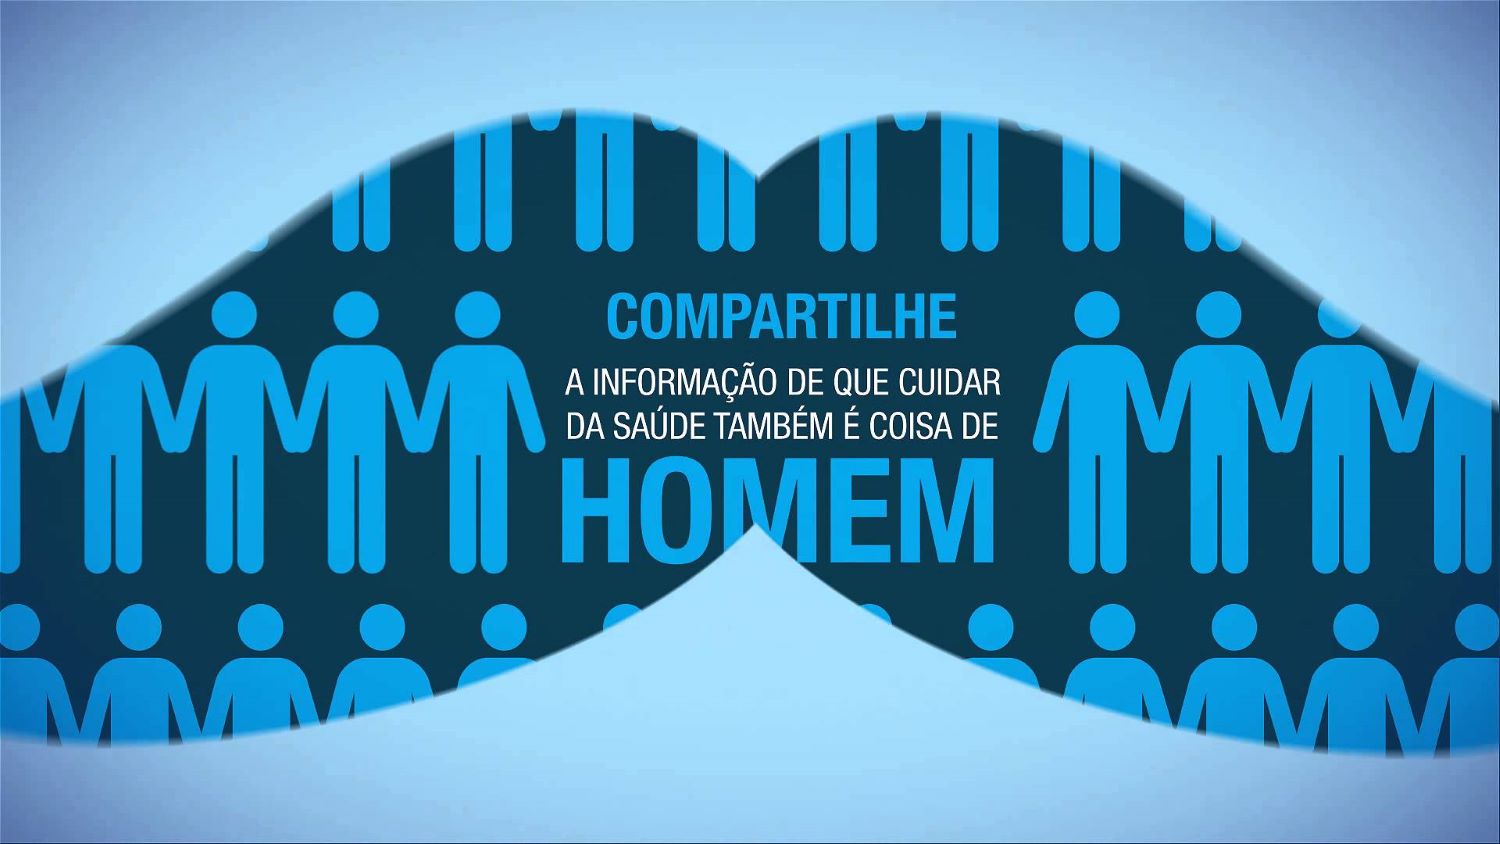 COMPARTILHE
A INFORMAÇÃO DE QUE CUIDAR
DA SAÚDE TAMBÉM É COISA DE
HOMEM